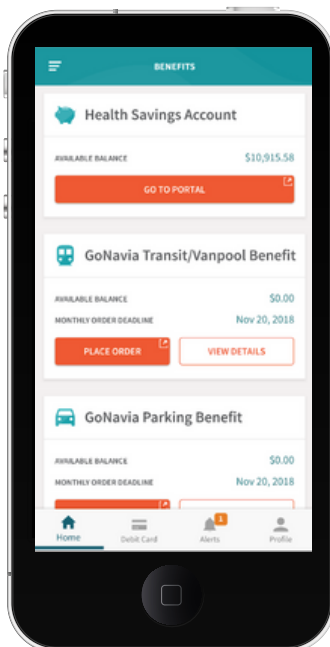 BENEFITS
Health Savings Account
AVAILABLE BALANCE $10,915.58
GO TO PORTAL
GoNavia Transit/Vanpool Benefit
AVAILABLE BALANCE $0.00
MONTHLY ORDER DEADLINE Nov 20, 2018
PLACE ORDER VIEW DETAILS
GoNavia Parking Benefit
AVAILABLE BALANCE $0.00
MONTHLY ORDER DEADLINE Nov 20, 2018
1
Home Debit Card Alerts Profile